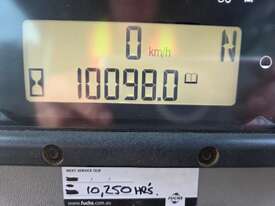 0 km/h N
10098.0
NEXT SERVICE DUE
10,250 HRS.
FUCHS
www.fuchs.com.au